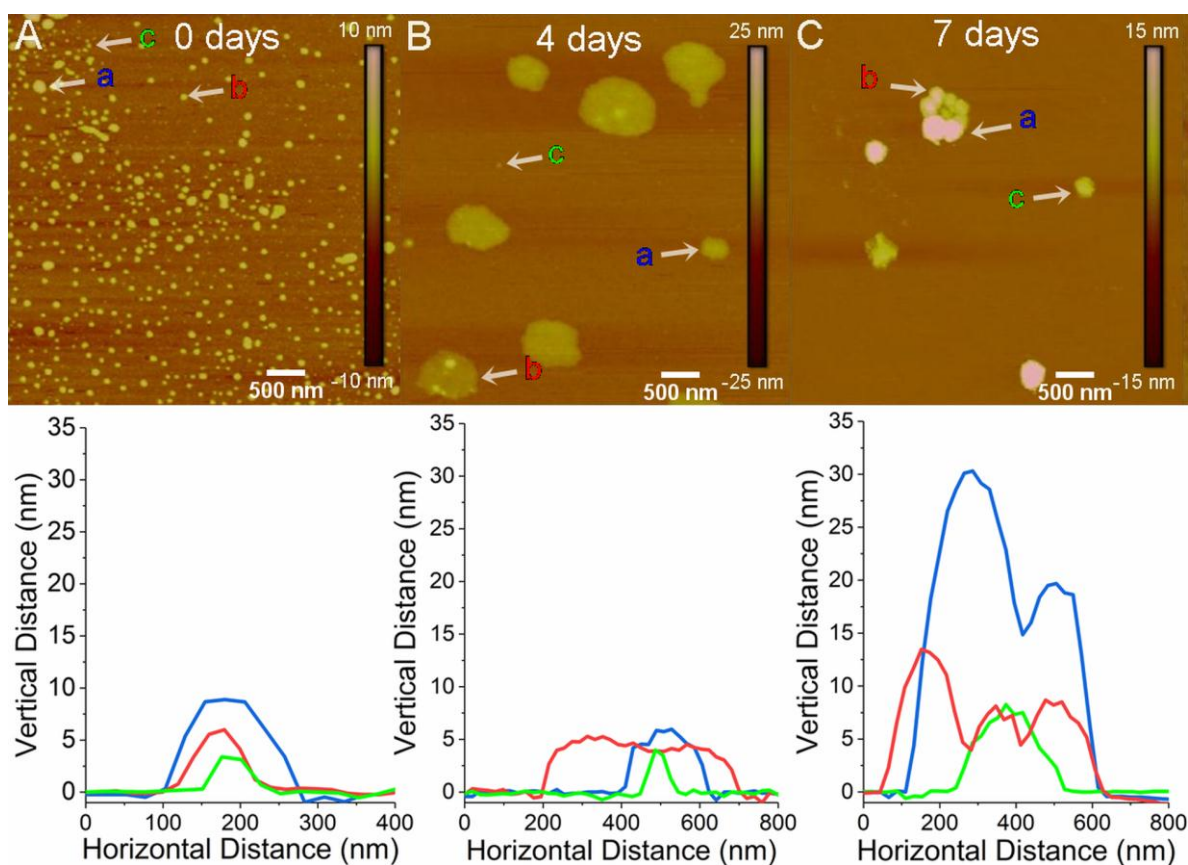 A
0 days
10 nm
c
a
b
500 nm
-10 nm
B
4 days
25 nm
c
a
b
500 nm
-25 nm
C
7 days
15 nm
b
a
c
500 nm
-15 nm
Vertical Distance (nm)
35
30
25
20
15
10
5
0
0 100 200 300 400
Horizontal Distance (nm)
Vertical Distance (nm)
35
30
25
20
15
10
5
0
0 200 400 600 800
Horizontal Distance (nm)
Vertical Distance (nm)
35
30
25
20
15
10
5
0
0 200 400 600 800
Horizontal Distance (nm)